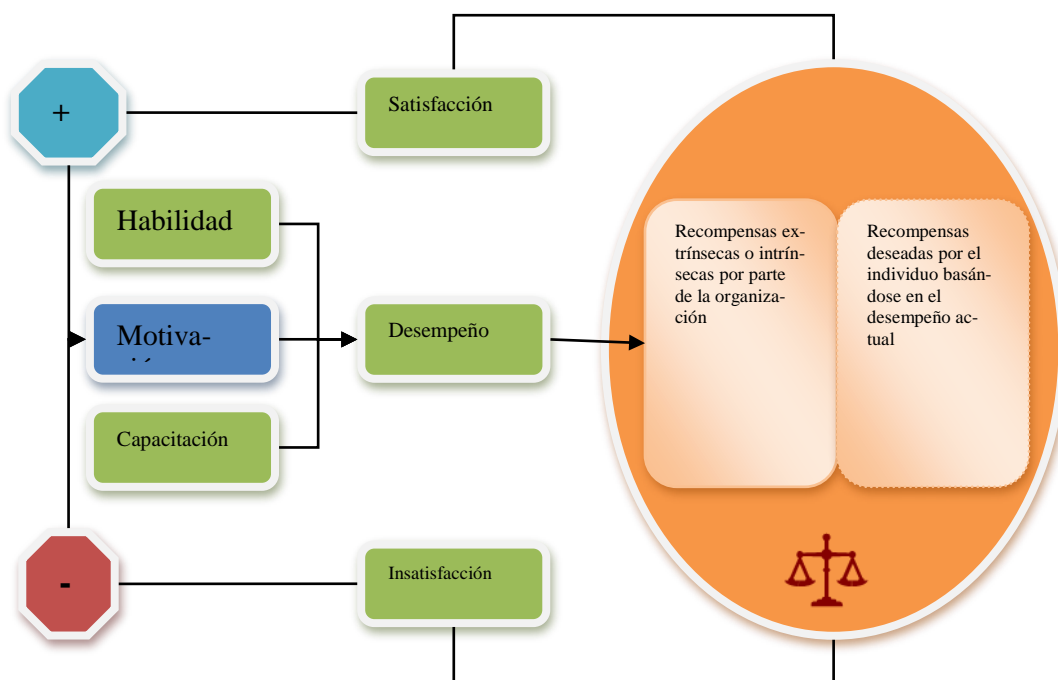 +
Satisfacción
Habilidad
Motiva-
Desempeño
Capacitación
Recompensas ex-
trínsecas o intrín-
secas por parte
de la organiza-
ción
Recompensas
deseadas por el
individuo basán-
dose en el
desempeño ac-
tual
-
Insatisfacción